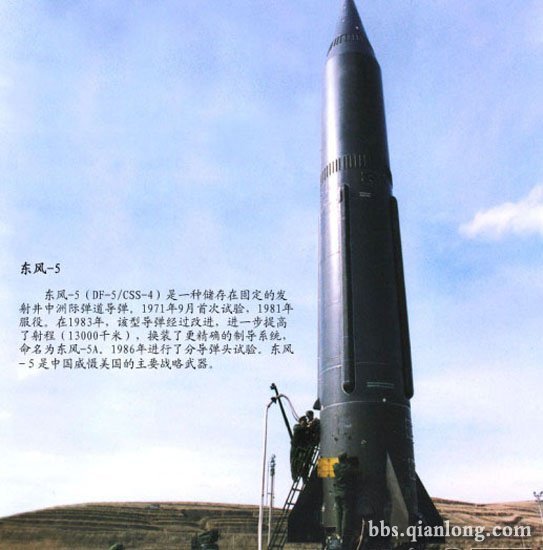 东风-5
东风-5（DF-5/CSS-4）是一种储存在固定的发
射井中洲际弹道导弹。1971年9月首次试验，1981年
服役。在1983年，该型导弹经过改进，进一步提高
了射程（13000千米），换装了更精确的制导系统，
命名为东风-5A。1986年进行了分导弹头试验。东风
-5是中国威慑美国的主要战略武器。
bbs.qianlong.com